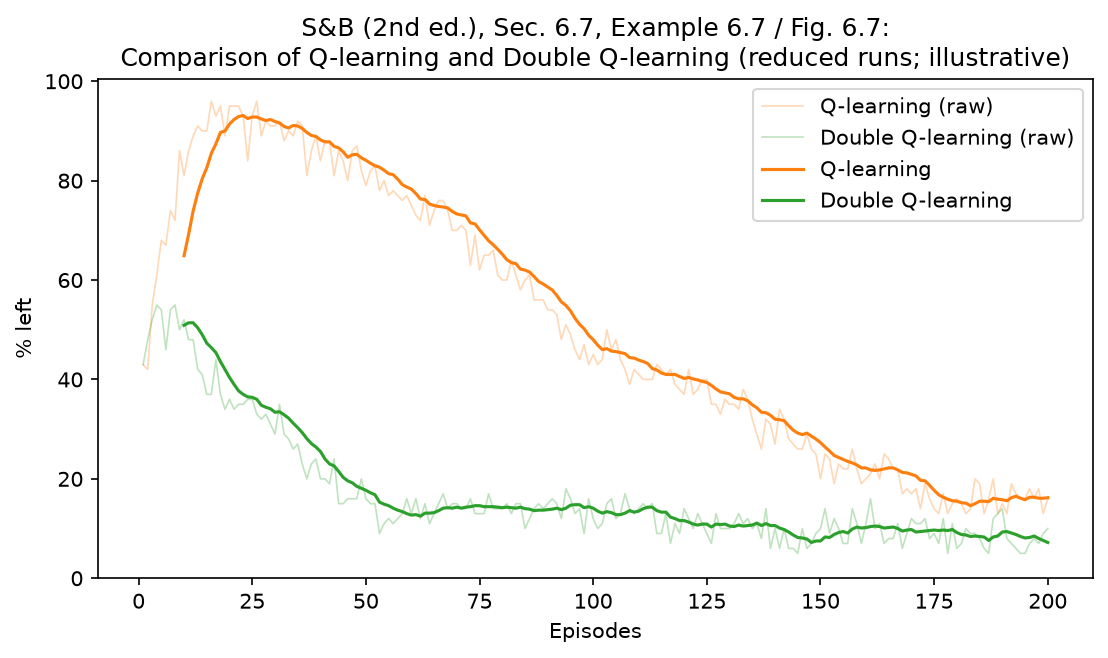 S&B (2nd ed.), Sec. 6.7, Example 6.7 / Fig. 6.7:
Comparison of Q-learning and Double Q-learning (reduced runs; illustrative)
Q-learning (raw)
Double Q-learning (raw)
Q-learning
Double Q-learning
% left
100
80
60
40
20
0
0 25 50 75 100 125 150 175 200
Episodes